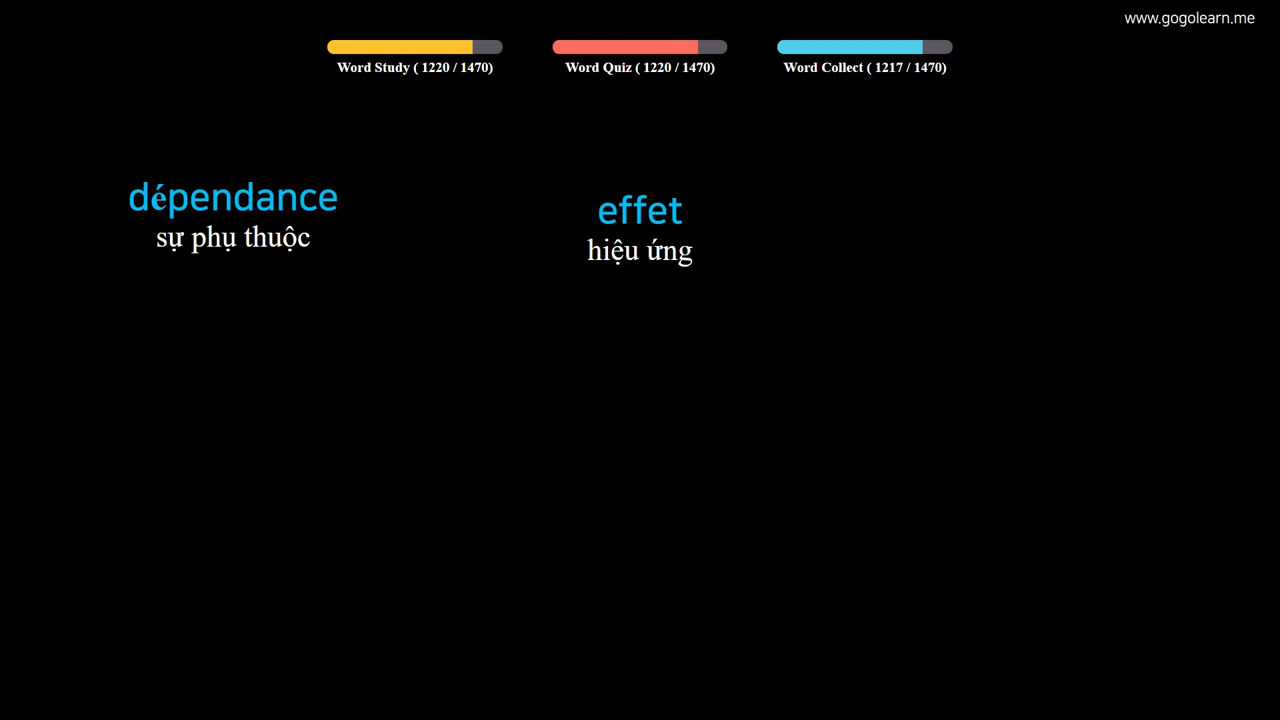 www.gogolearn.me
Word Study ( 1220 / 1470)
Word Quiz ( 1220 / 1470)
Word Collect ( 1217 / 1470)
dépendance
sự phụ thuộc
effet
hiệu ứng